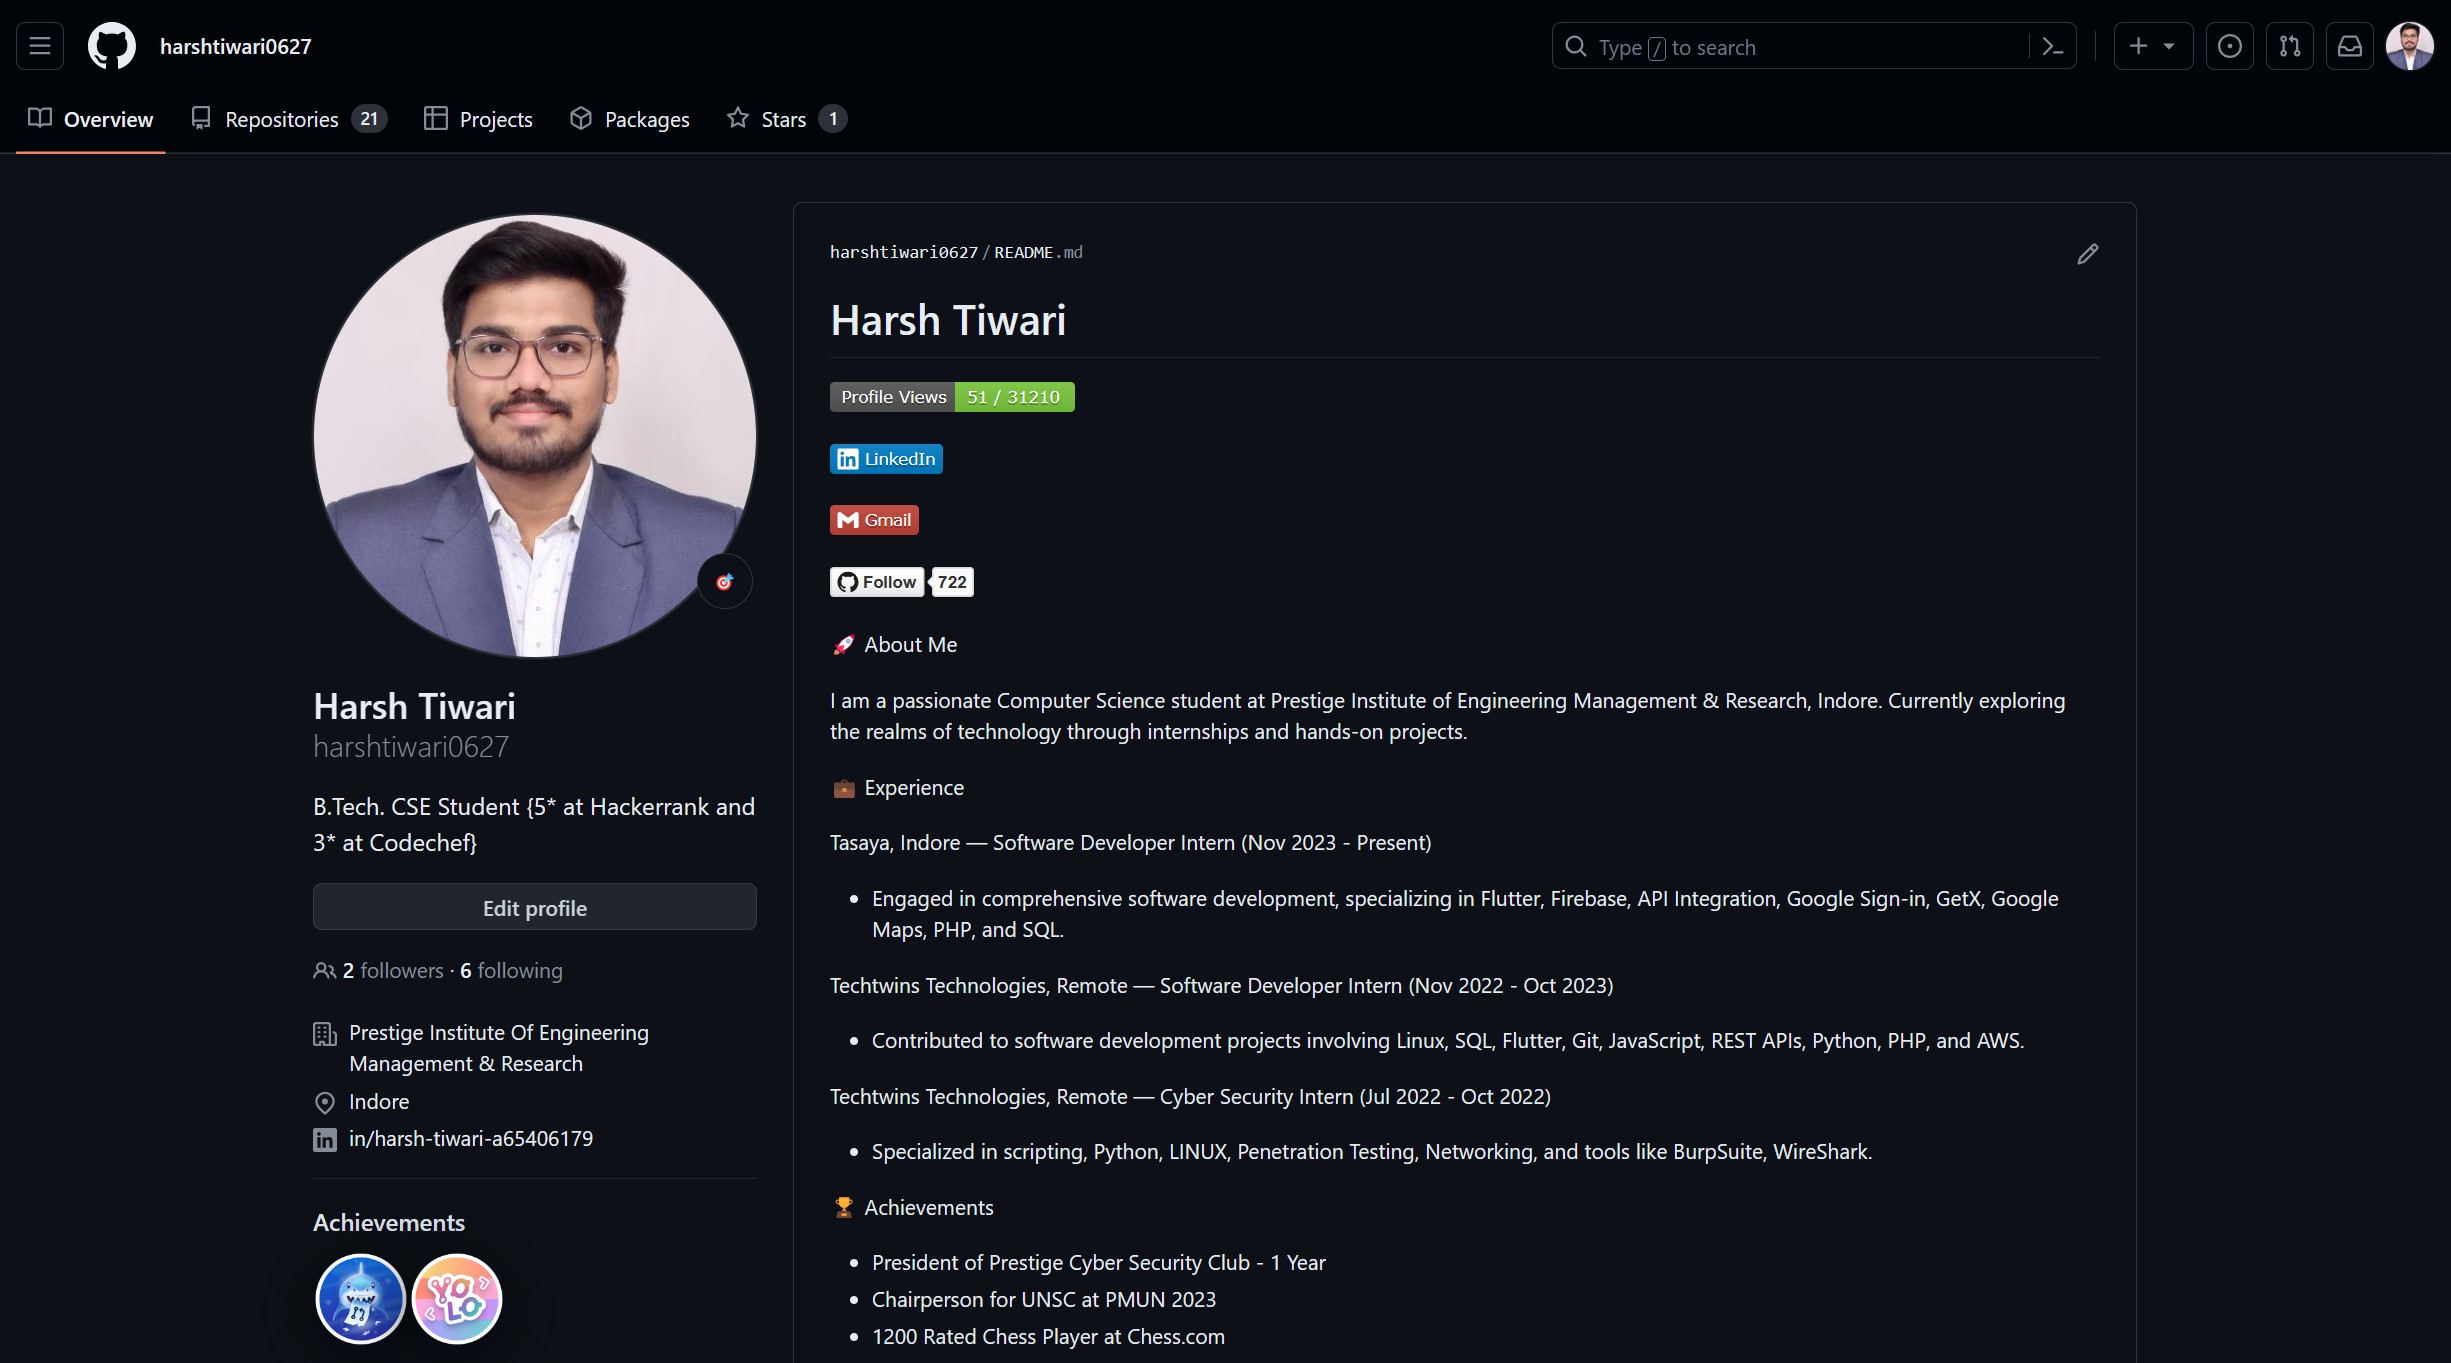 harshtiwari0627
Type / to search
Overview
Repositories 21
Projects
Packages
Stars 1
Harsh Tiwari
harshtiwari0627
B.Tech. CSE Student {5* at Hackerrank and
3* at Codechef}
Edit profile
2 followers · 6 following
Prestige Institute Of Engineering
Management & Research
Indore
in/harsh-tiwari-a65406179
Achievements
YOLO
harshtiwari0627/README.md
Harsh Tiwari
Profile Views 51 / 31210
in LinkedIn
Gmail
Follow 722
🚀 About Me
I am a passionate Computer Science student at Prestige Institute of Engineering Management & Research, Indore. Currently exploring
the realms of technology through internships and hands-on projects.
💼 Experience
Tasaya, Indore — Software Developer Intern (Nov 2023 - Present)
• Engaged in comprehensive software development, specializing in Flutter, Firebase, API Integration, Google Sign-in, GetX, Google
Maps, PHP, and SQL.
Techtwins Technologies, Remote — Software Developer Intern (Nov 2022 - Oct 2023)
• Contributed to software development projects involving Linux, SQL, Flutter, Git, JavaScript, REST APIs, Python, PHP, and AWS.
Techtwins Technologies, Remote — Cyber Security Intern (Jul 2022 - Oct 2022)
• Specialized in scripting, Python, LINUX, Penetration Testing, Networking, and tools like BurpSuite, WireShark.
🏆 Achievements
• President of Prestige Cyber Security Club - 1 Year
• Chairperson for UNSC at PMUN 2023
• 1200 Rated Chess Player at Chess.com